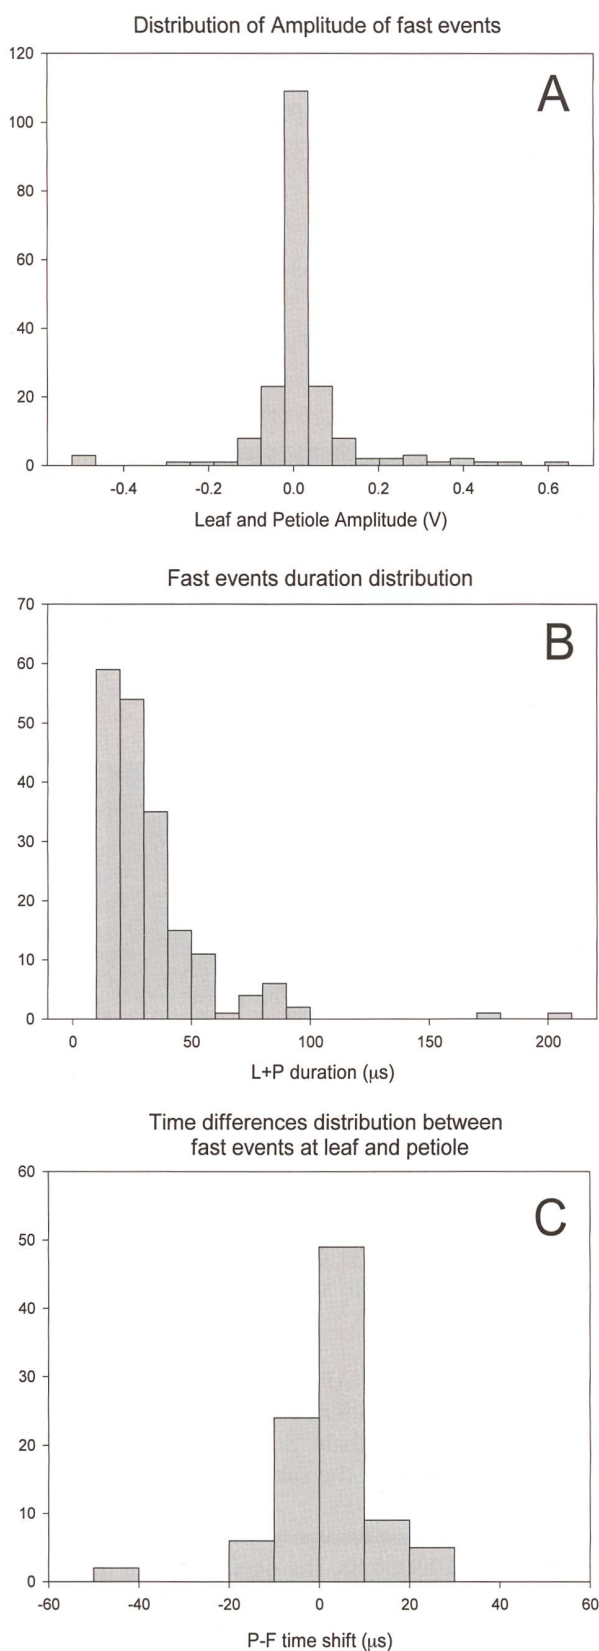 Distribution of Amplitude of fast events
A
120
100
80
60
40
20
0
-0.4 -0.2 0.0 0.2 0.4 0.6
Leaf and Petiole Amplitude (V)
Fast events duration distribution
B
70
60
50
40
30
20
10
0
0 50 100 150 200
L+P duration (μs)
Time differences distribution between
fast events at leaf and petiole
C
60
50
40
30
20
10
0
-60 -40 -20 0 20 40 60
P-F time shift (μs)